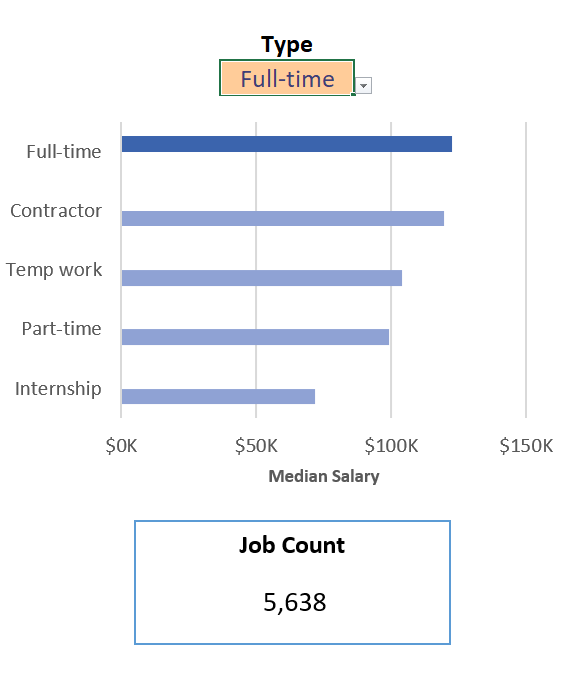 Type
Full-time
Full-time
Contractor
Temp work
Part-time
Internship
$0K $50K $100K $150K
Median Salary
Job Count
5,638